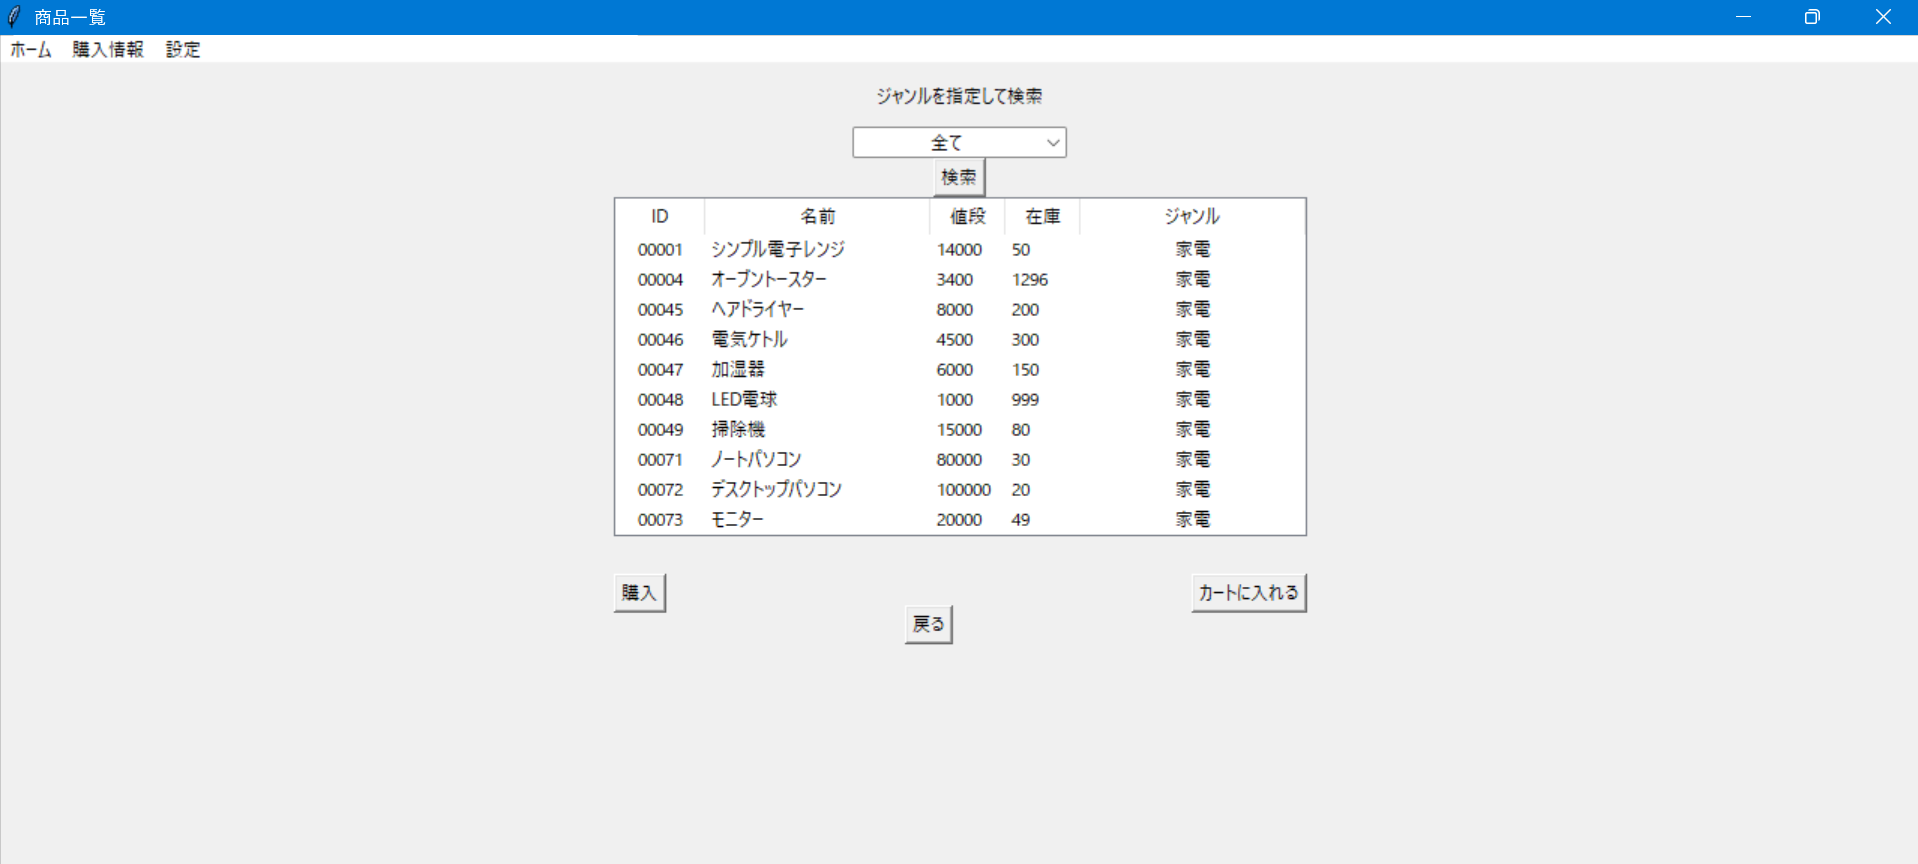 商品一覧
ホーム 購入情報 設定
ジャンルを指定して検索
全て
検索
ID 名前 値段 在庫 ジャンル
00001 シンプル電子レンジ 14000 50 家電
00004 オーブントースター 3400 1296 家電
00045 ヘアドライヤー 8000 200 家電
00046 電気ケトル 4500 300 家電
00047 加湿器 6000 150 家電
00048 LED電球 1000 999 家電
00049 掃除機 15000 80 家電
00071 ノートパソコン 80000 30 家電
00072 デスクトップパソコン 100000 20 家電
00073 モニター 20000 49 家電
購入 カートに入れる
戻る